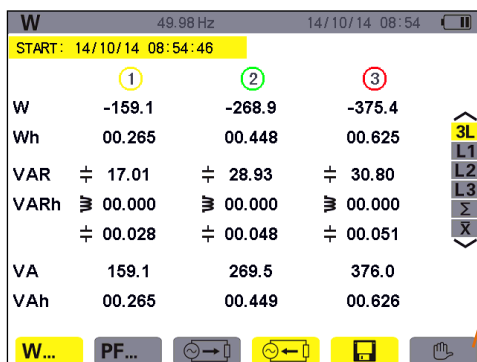 W 49.98 Hz 14/10/14 08:54
START: 14/10/14 08:54:46
1 2 3
W -159.1 -268.9 -375.4
Wh 00.265 00.448 00.625
VAR 17.01 28.93 30.80
VARh 00.000 00.000 00.000
00.028 00.048 00.051
VA 159.1 269.5 376.0
VAh 00.265 00.449 00.626
3L
L1
L2
L3
Σ
X̄
W... PF...